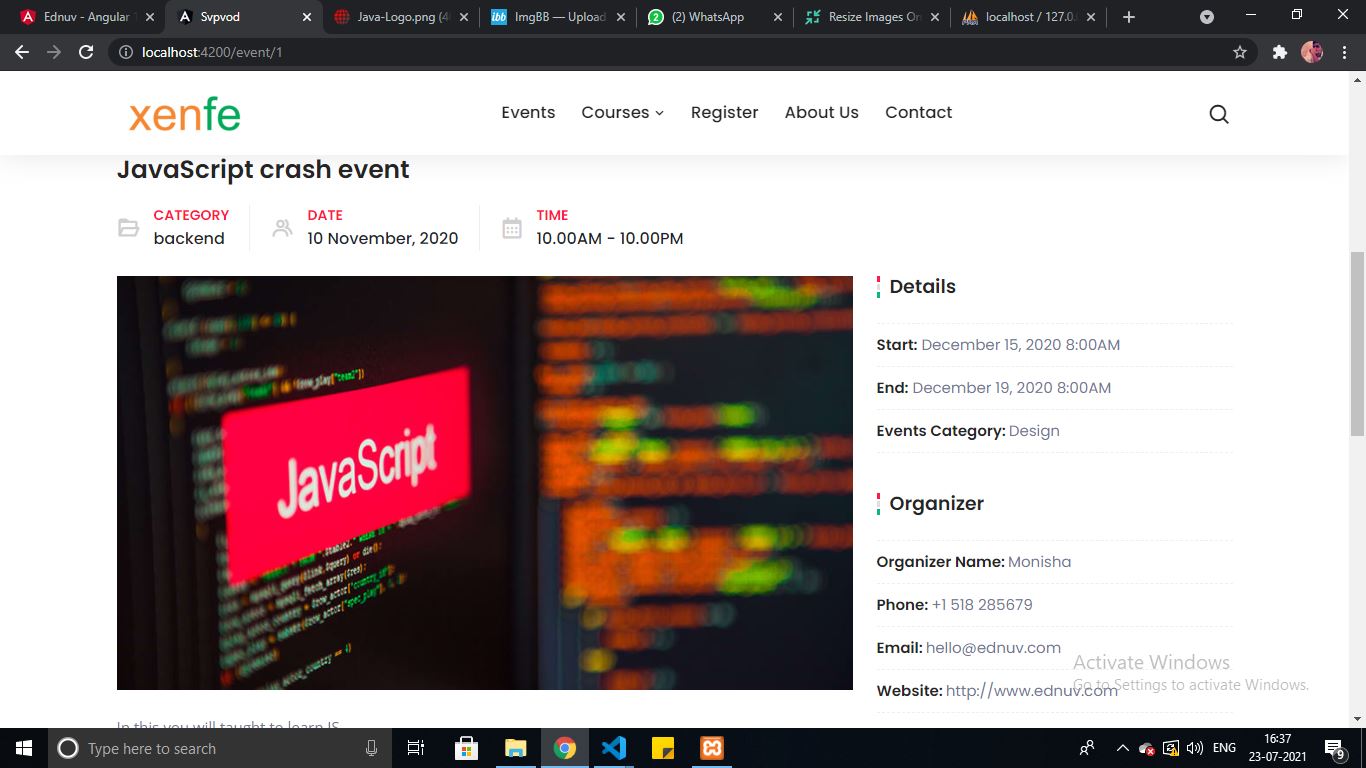 Ednuv - Angular
Svpvod
Java-Logo.png (4
ImgBB — Upload
(2) WhatsApp
Resize Images On
localhost / 127.0.
localhost:4200/event/1
xenfe
Events
Courses
Register
About Us
Contact
JavaScript crash event
CATEGORY
backend
DATE
10 November, 2020
TIME
10.00AM - 10.00PM
JavaScript
Details
Start: December 15, 2020 8:00AM
End: December 19, 2020 8:00AM
Events Category: Design
Organizer
Organizer Name: Monisha
Phone: +1 518 285679
Email: hello@ednuv.com
Website: http://www.ednuv.com
Activate Windows
Go to Settings to activate Windows.
In this you will taught to learn JS
Type here to search
ENG
16:37
23-07-2021
9